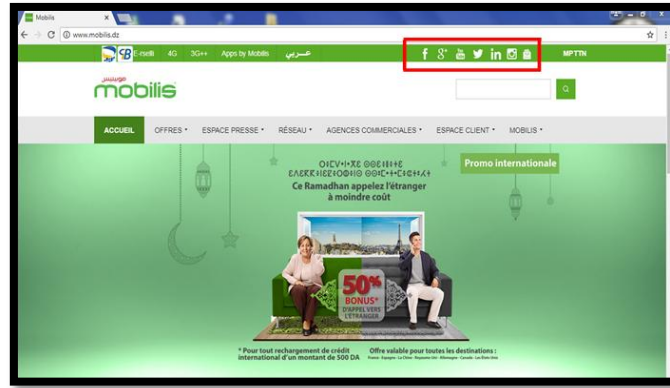 Mobilis
www.mobilis.dz
E-rselli 4G 3G++ Apps by Mobilis عــــربي
MPTTN
موبيليس
mobilis
ACCUEIL OFFRES ESPACE PRESSE RÉSEAU AGENCES COMMERCIALES ESPACE CLIENT MOBILIS
Promo internationale
Ce Ramadhan appelez l'étranger
à moindre coût
50%
BONUS*
D'APPEL VERS
L'ÉTRANGER
* Pour tout rechargement de crédit
international d'un montant de 500 DA
Offre valable pour toutes les destinations :